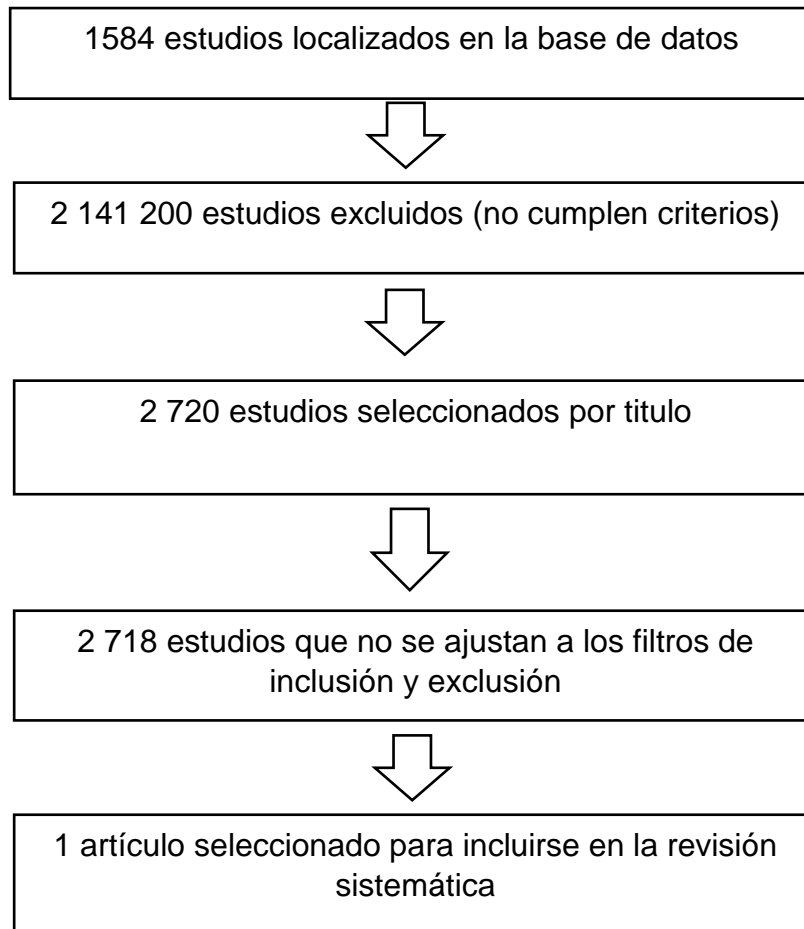 1584 estudios localizados en la base de datos
2 141 200 estudios excluidos (no cumplen criterios)
2 720 estudios seleccionados por titulo
2 718 estudios que no se ajustan a los filtros de
inclusión y exclusión
1 artículo seleccionado para incluirse en la revisión
sistemática